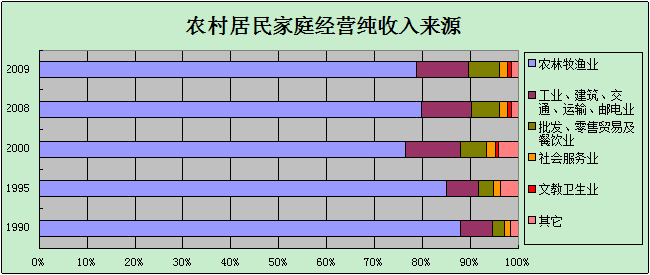 农村居民家庭经营纯收入来源
2009
2008
2000
1995
1990
0% 10% 20% 30% 40% 50% 60% 70% 80% 90% 100%
农林牧渔业
工业、建筑、交
通、运输、邮电业
批发、零售贸易及
餐饮业
社会服务业
文教卫生业
其它